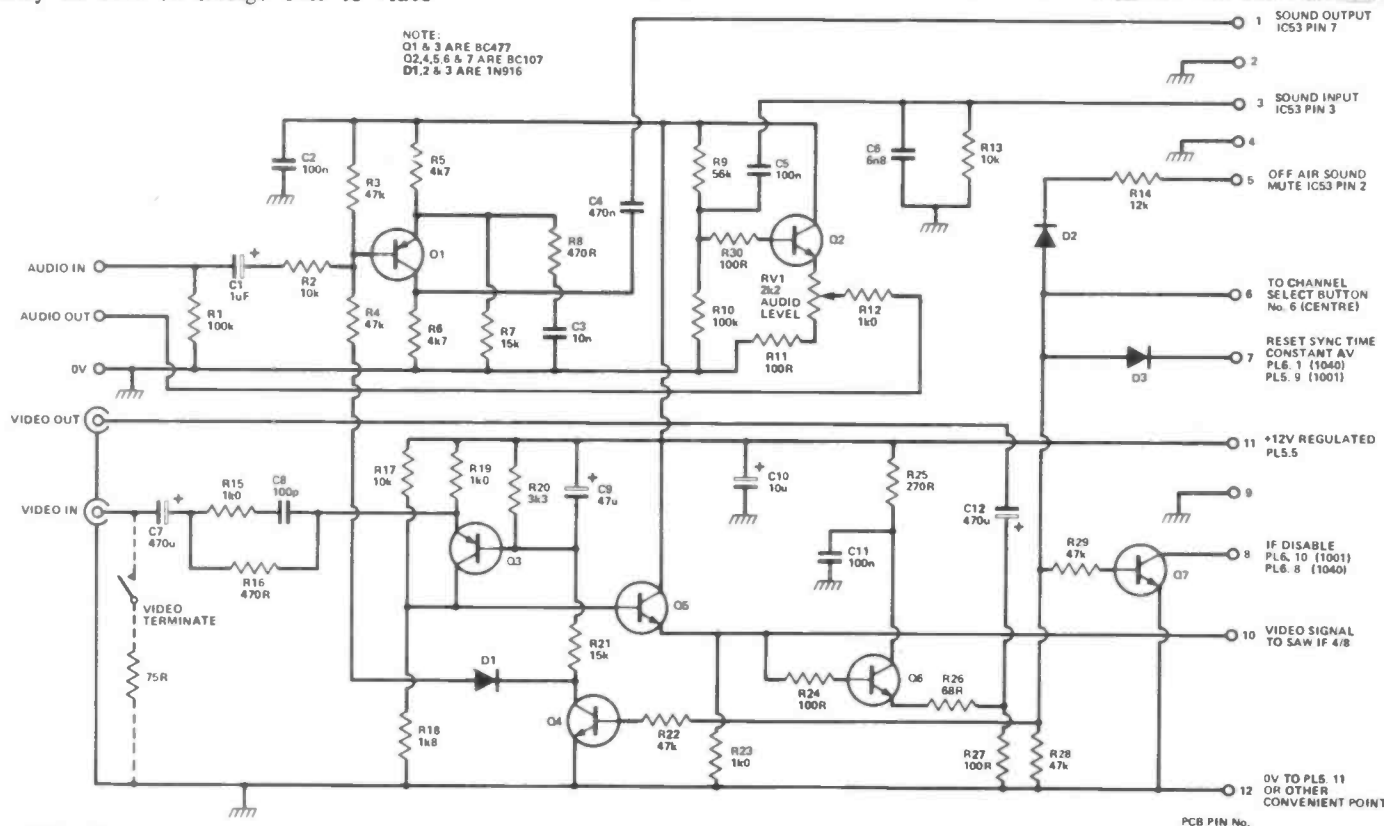 NOTE:
Q1 & 3 ARE BC477
Q2,4,5,6 & 7 ARE BC107
D1,2 & 3 ARE 1N916
1 SOUND OUTPUT
IC53 PIN 7
2
3 SOUND INPUT
IC53 PIN 3
4
5 OFF AIR SOUND
MUTE IC53 PIN 2
6 TO CHANNEL
SELECT BUTTON
No. 6 (CENTRE)
7 RESET SYNC TIME
CONSTANT AV
PL6. 1 (1040)
PL5. 9 (1001)
11 +12V REGULATED
PL5.5
9
8 IF DISABLE
PL6. 10 (1001)
PL6. 8 (1040)
10 VIDEO SIGNAL
TO SAW IF 4/8
12 0V TO PL5. 11
OR OTHER
CONVENIENT POINT
PCB PIN No.
AUDIO IN
AUDIO OUT
0V
VIDEO OUT
VIDEO IN
C2
100n
R3
47k
R5
4k7
C4
470n
R9
56k
C5
100n
C6
6n8
R13
10k
R14
12k
D2
D3
C1
1uF
R2
10k
R1
100k
R4
47k
Q1
R6
4k7
R7
15k
R8
470R
C3
10n
R30
100R
Q2
RV1
2k2
AUDIO
LEVEL
R10
100k
R11
100R
R12
1k0
R17
10k
R19
1k0
R20
3k3
C9
47u
C10
10u
R25
270R
C12
470u
R15
1k0
C8
100p
C7
470u
R16
470R
Q3
C11
100n
R29
47k
Q7
VIDEO
TERMINATE
75R
Q5
R21
15k
D1
Q4
R18
1k8
R22
47k
R23
1k0
R24
100R
Q6
R26
68R
R27
100R
R28
47k